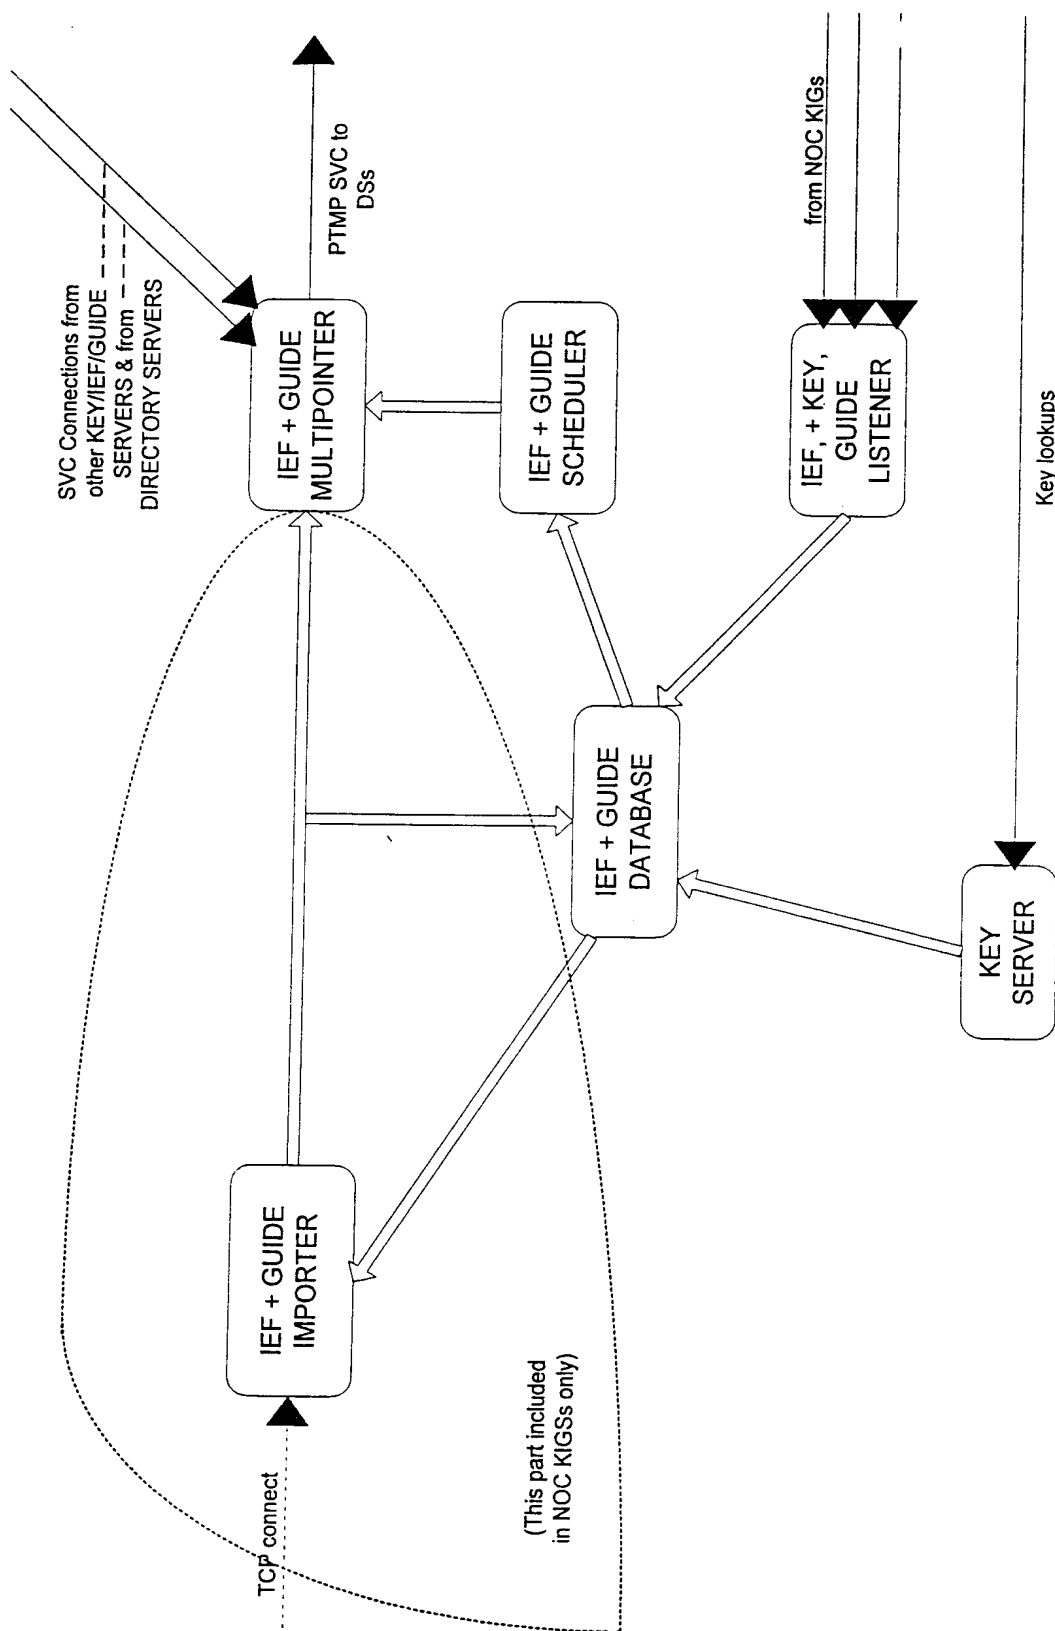 SVC Connections from
other KEY/IEF/GUIDE
SERVERS & from
DIRECTORY SERVERS
PTMP SVC to
DSs
IEF + GUIDE
MULTIPOINTER
IEF + GUIDE
SCHEDULER
from NOC KIGs
IEF, + KEY,
GUIDE
LISTENER
Key lookups
IEF + GUIDE
DATABASE
KEY
SERVER
IEF + GUIDE
IMPORTER
TCP connect
(This part included
in NOC KIGSs only)